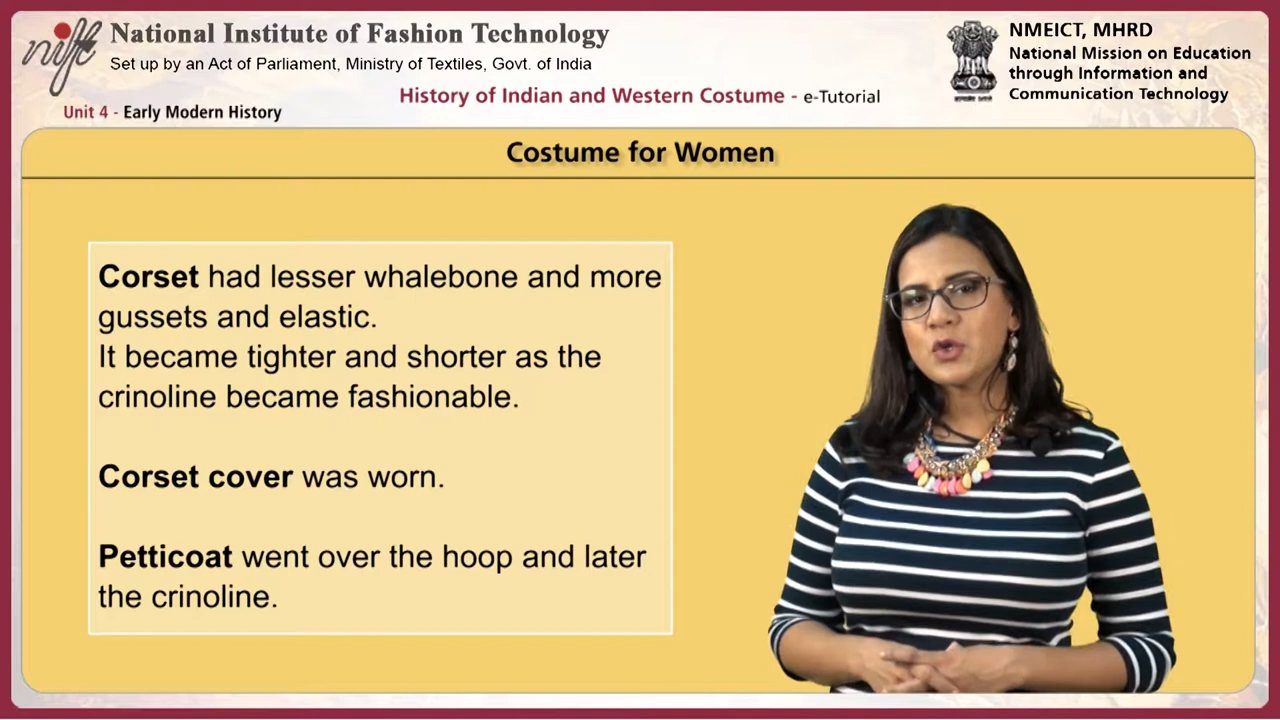 nift
National Institute of Fashion Technology
Set up by an Act of Parliament, Ministry of Textiles, Govt. of India
NMEICT, MHRD
National Mission on Education
through Information and
Communication Technology
History of Indian and Western Costume - e-Tutorial
Unit 4 - Early Modern History
Costume for Women
Corset had lesser whalebone and more
gussets and elastic.
It became tighter and shorter as the
crinoline became fashionable.
Corset cover was worn.
Petticoat went over the hoop and later
the crinoline.